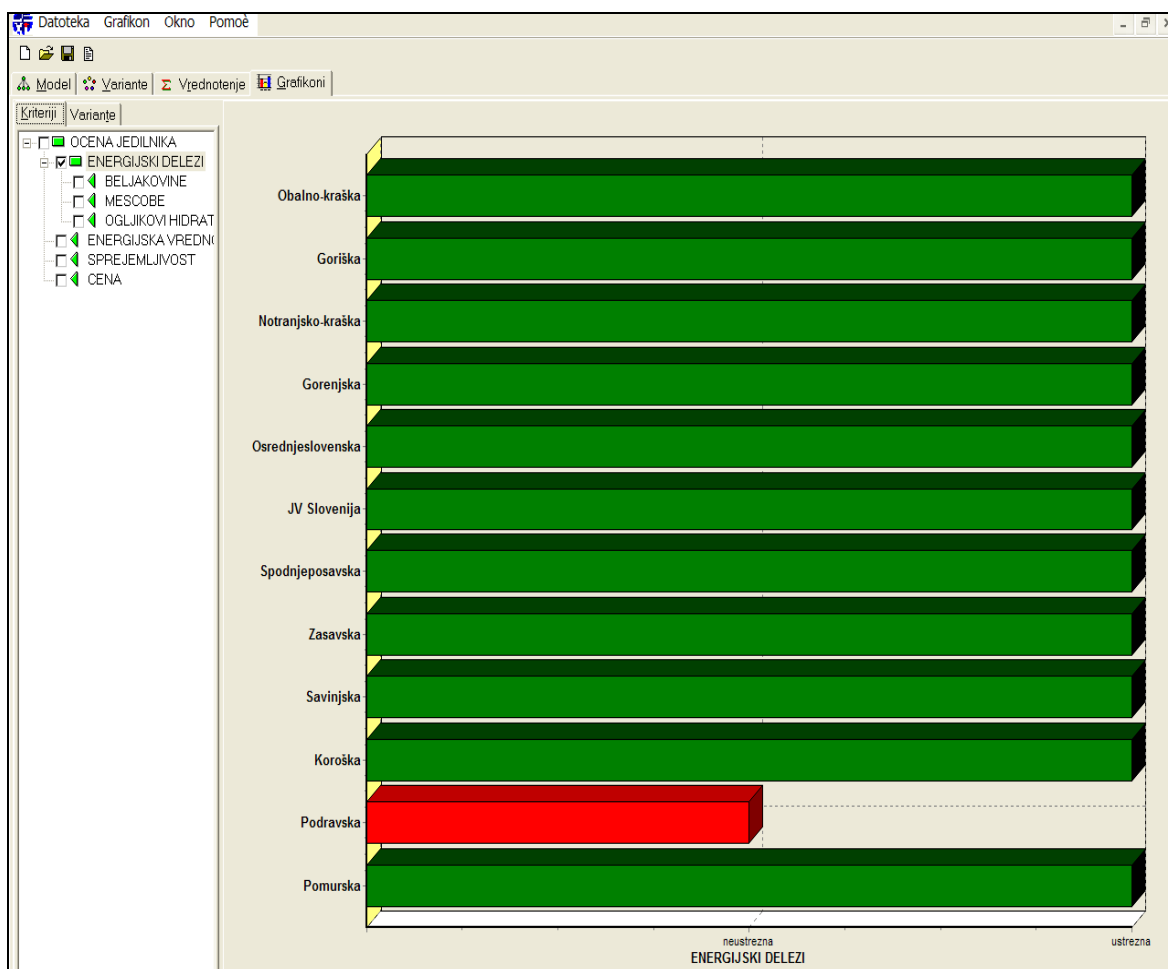 Datoteka Grafikon Okno Pomoè
Model Variante Vrednotenje Grafikoni
Kriteriji Variante
OCENA JEDILNIKA
ENERGIJSKI DELEZI
BELJAKOVINE
MESCOBE
OGLJIKOVI HIDRAT
ENERGIJSKA VREDN
SPREJEMLJIVOST
CENA
Obalno-kraška
Goriška
Notranjsko-kraška
Gorenjska
Osrednjeslovenska
JV Slovenija
Spodnjeposavska
Zasavska
Savinjska
Koroška
Podravska
Pomurska
neustrezna ustrezna
ENERGIJSKI DELEZI